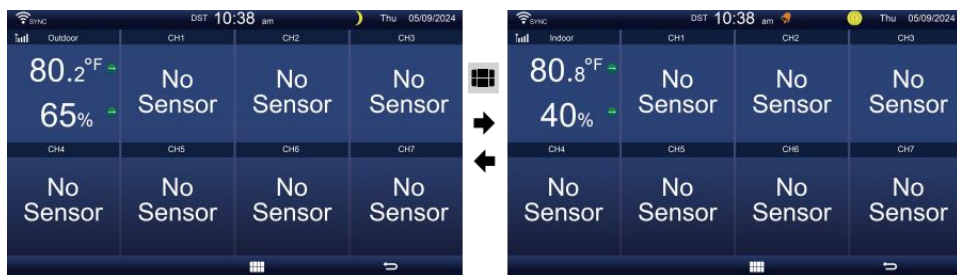 SYNC DST 10:38 am Thu 05/09/2024
Outdoor CH1 CH2 CH3
80.2°F No Sensor No Sensor No Sensor
65%
CH4 CH5 CH6 CH7
No Sensor No Sensor No Sensor No Sensor
SYNC DST 10:38 am Thu 05/09/2024
Indoor CH1 CH2 CH3
80.8°F No Sensor No Sensor No Sensor
40%
CH4 CH5 CH6 CH7
No Sensor No Sensor No Sensor No Sensor